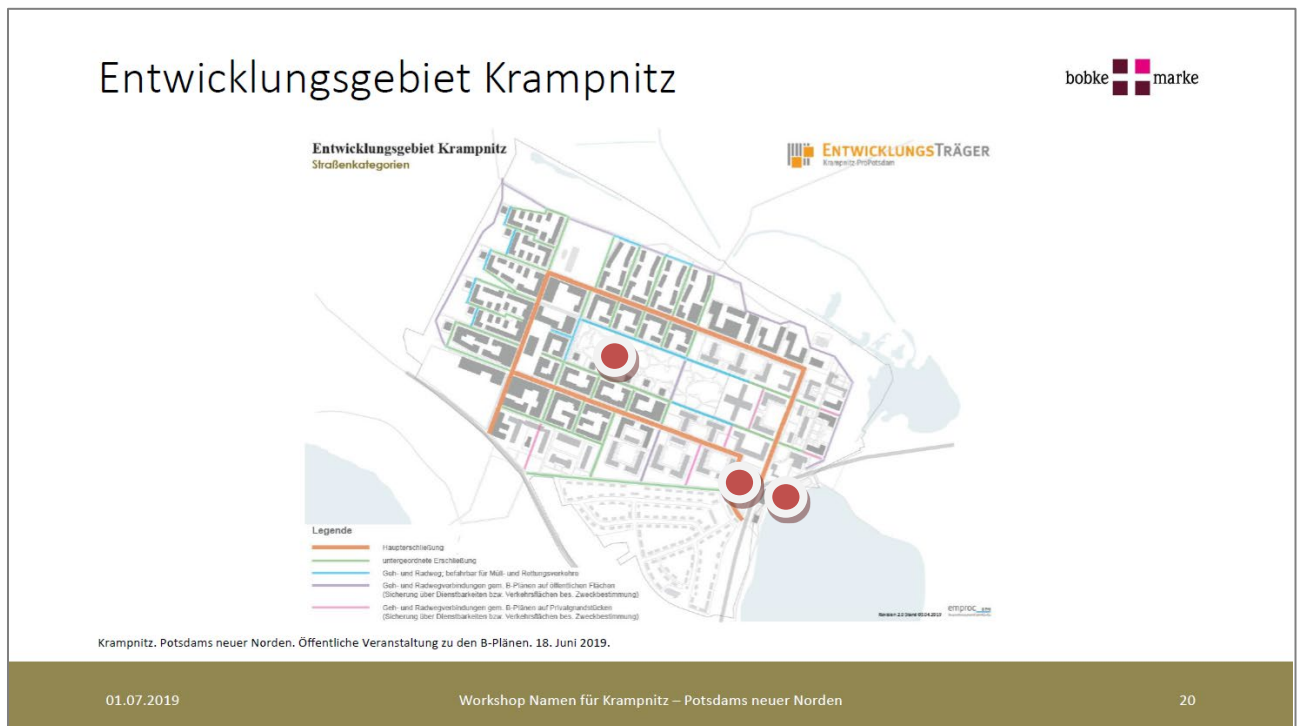 Entwicklungsgebiet Krampnitz
bobke marke
Entwicklungsgebiet Krampnitz
Straßenkategorien
ENTWICKLUNGSTRÄGER
Krampnitz ProPotsdam
Legende
Haupterschließung
untergeordnete Erschließung
Geh- und Radweg; befahrbar für Müll- und Rettungsverkehre
Geh- und Radwegverbindungen gem. B-Plänen auf öffentlichen Flächen
(Sicherung über Dienstbarkeiten bzw. Verkehrsflächen bes. Zweckbestimmung)
Geh- und Radwegverbindungen gem. B-Plänen auf Privatgrundstücken
(Sicherung über Dienstbarkeiten bzw. Verkehrsflächen bes. Zweckbestimmung)
emproc
Krampnitz. Potsdams neuer Norden. Öffentliche Veranstaltung zu den B-Plänen. 18. Juni 2019.
01.07.2019
Workshop Namen für Krampnitz – Potsdams neuer Norden
20